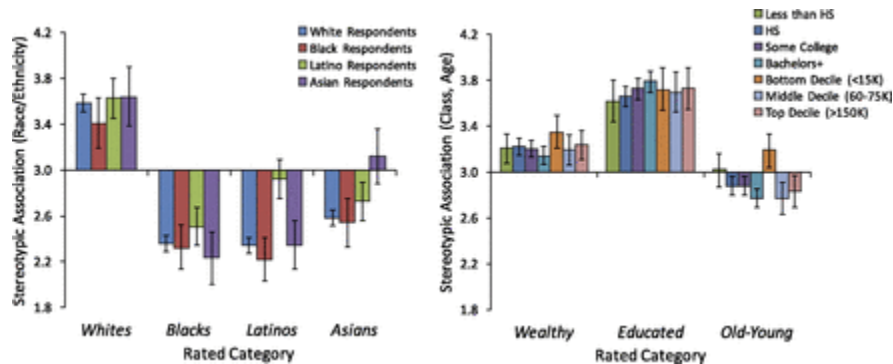 Stereotypic Association (Race/Ethnicity)
4.2
3.8
3.4
3.0
2.6
2.2
1.8
White Respondents
Black Respondents
Latino Respondents
Asian Respondents
Whites Blacks Latinos Asians
Rated Category
Stereotypic Association (Class, Age)
4.2
3.8
3.4
3.0
2.6
2.2
1.8
Less than HS
HS
Some College
Bachelors+
Bottom Decile (<15K)
Middle Decile (60-75K)
Top Decile (>150K)
Wealthy Educated Old-Young
Rated Category